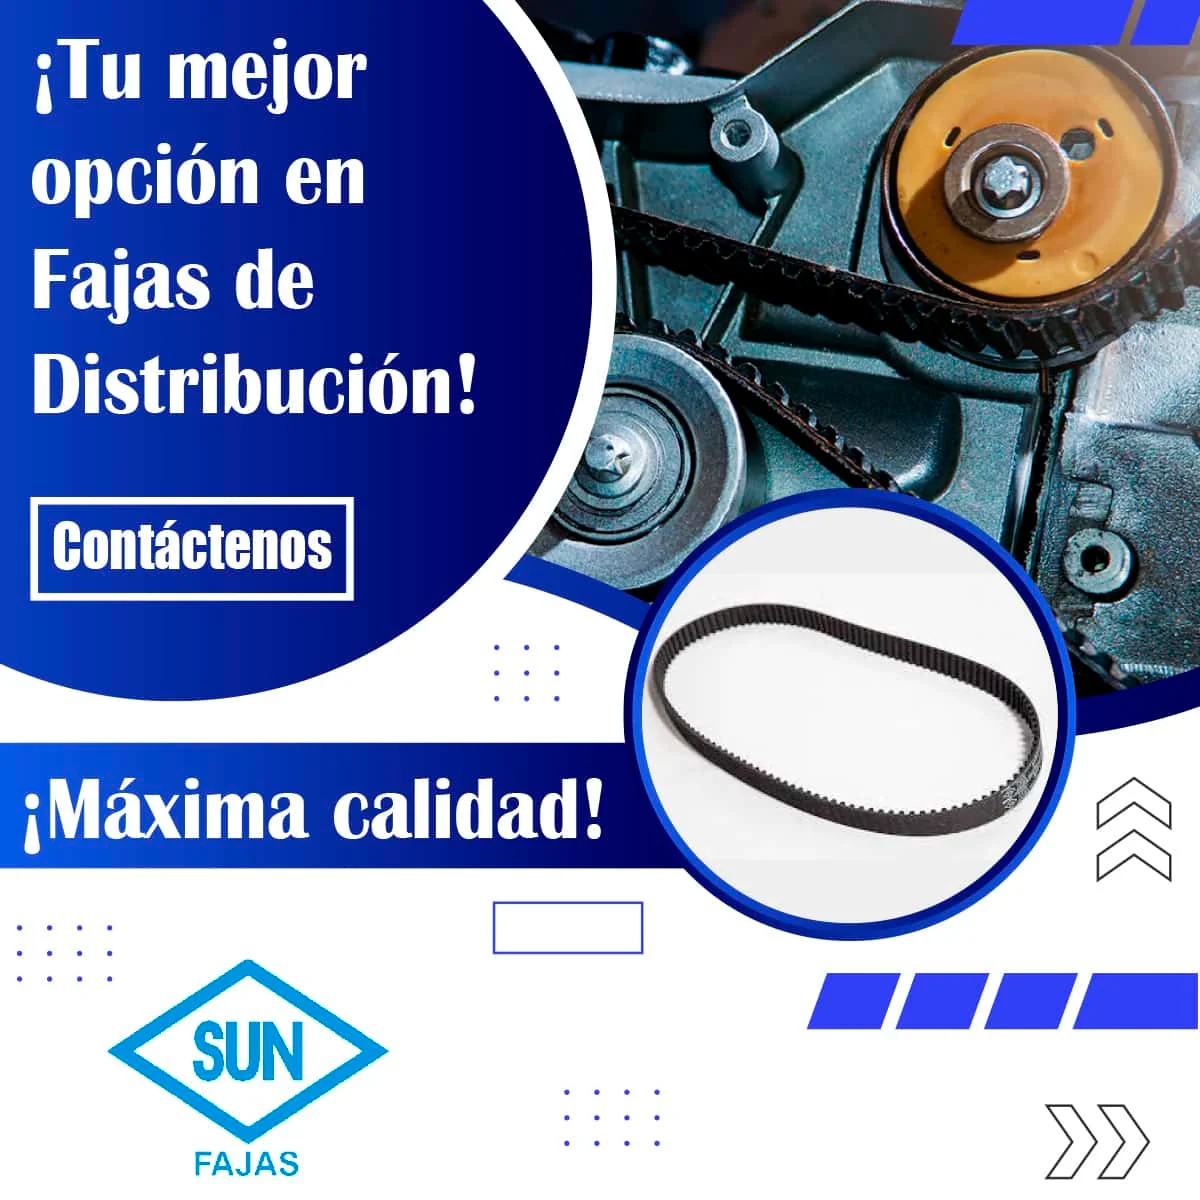 ¡Tu mejor
opción en
Fajas de
Distribución!
Contáctenos
¡Máxima calidad!
SUN
FAJAS